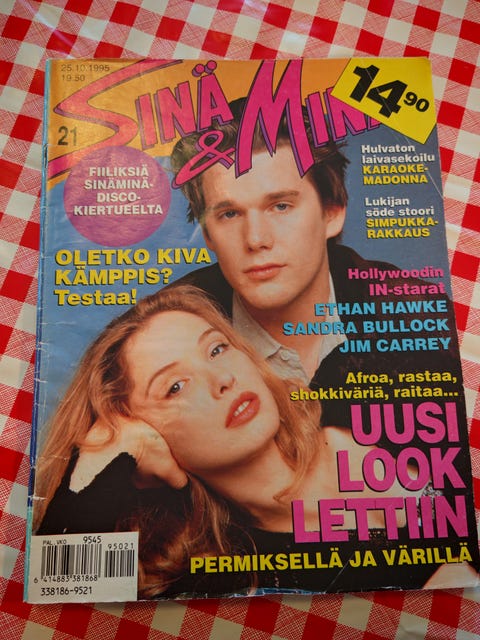 25.10.1995
19.50
SINÄ & MINÄ
14.90
21
FIILIKSIÄ
SINÄMINÄ-
DISCO-
KIERTUEELTA
Hulvaton
laivasekoilu
KARAOKE-
MADONNA
Lukijan
söde stoori
SIMPUKKA-
RAKKAUS
OLETKO KIVA
KÄMPPIS?
Testaa!
Hollywoodin
IN-starat
ETHAN HAWKE
SANDRA BULLOCK
JIM CARREY
Afroa, rastaa,
shokkiväriä, raitaa...
UUSI
LOOK
LETTIIN
PERMIKSELLÄ JA VÄRILLÄ
PAL. VKO 9545
95021
6 414883 381868
338186-9521